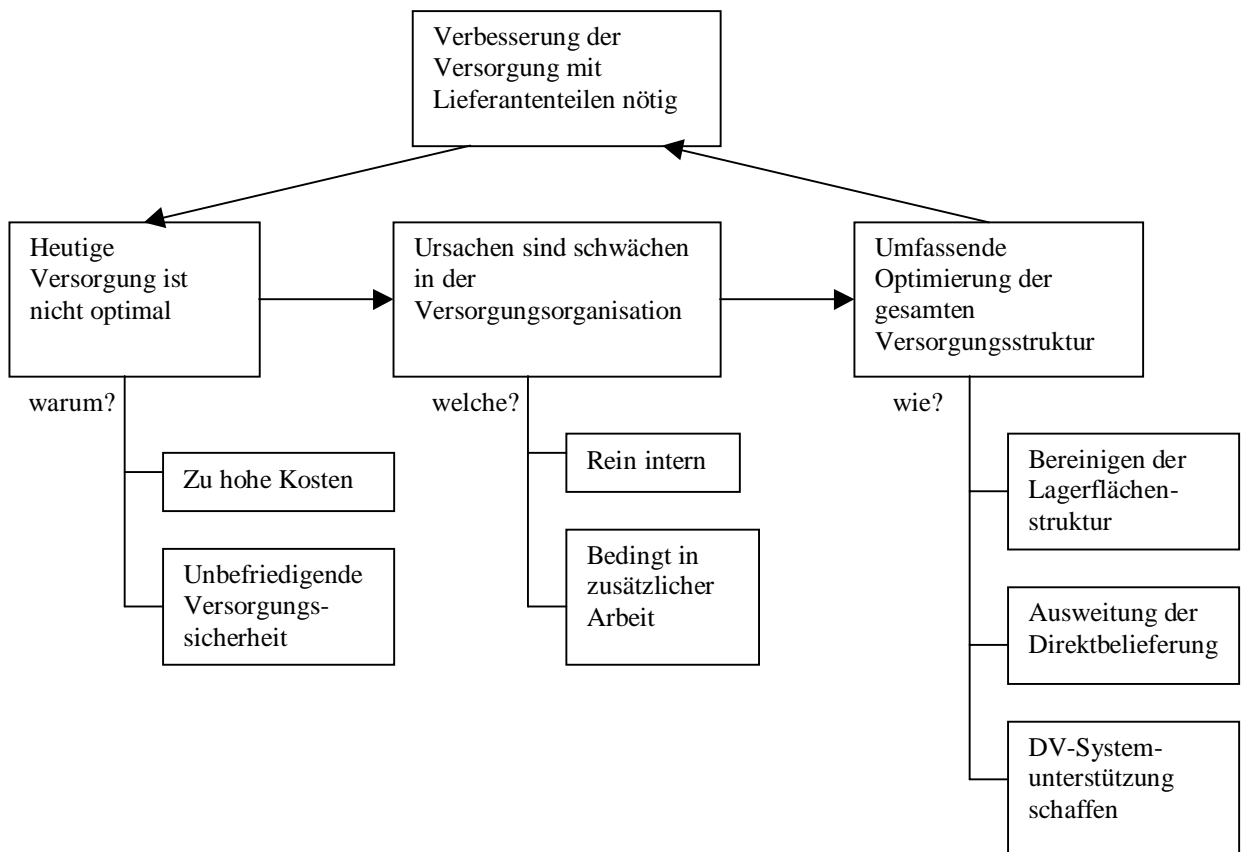 Verbesserung der
Versorgung mit
Lieferantenteilen nötig
Heutige
Versorgung ist
nicht optimal
Ursachen sind schwächen
in der
Versorgungsorganisation
Umfassende
Optimierung der
gesamten
Versorgungsstruktur
warum?
Zu hohe Kosten
Unbefriedigende
Versorgungs-
sicherheit
welche?
Rein intern
Bedingt in
zusätzlicher
Arbeit
wie?
Bereinigen der
Lagerflächen-
struktur
Ausweitung der
Direktbelieferung
DV-System-
unterstützung
schaffen